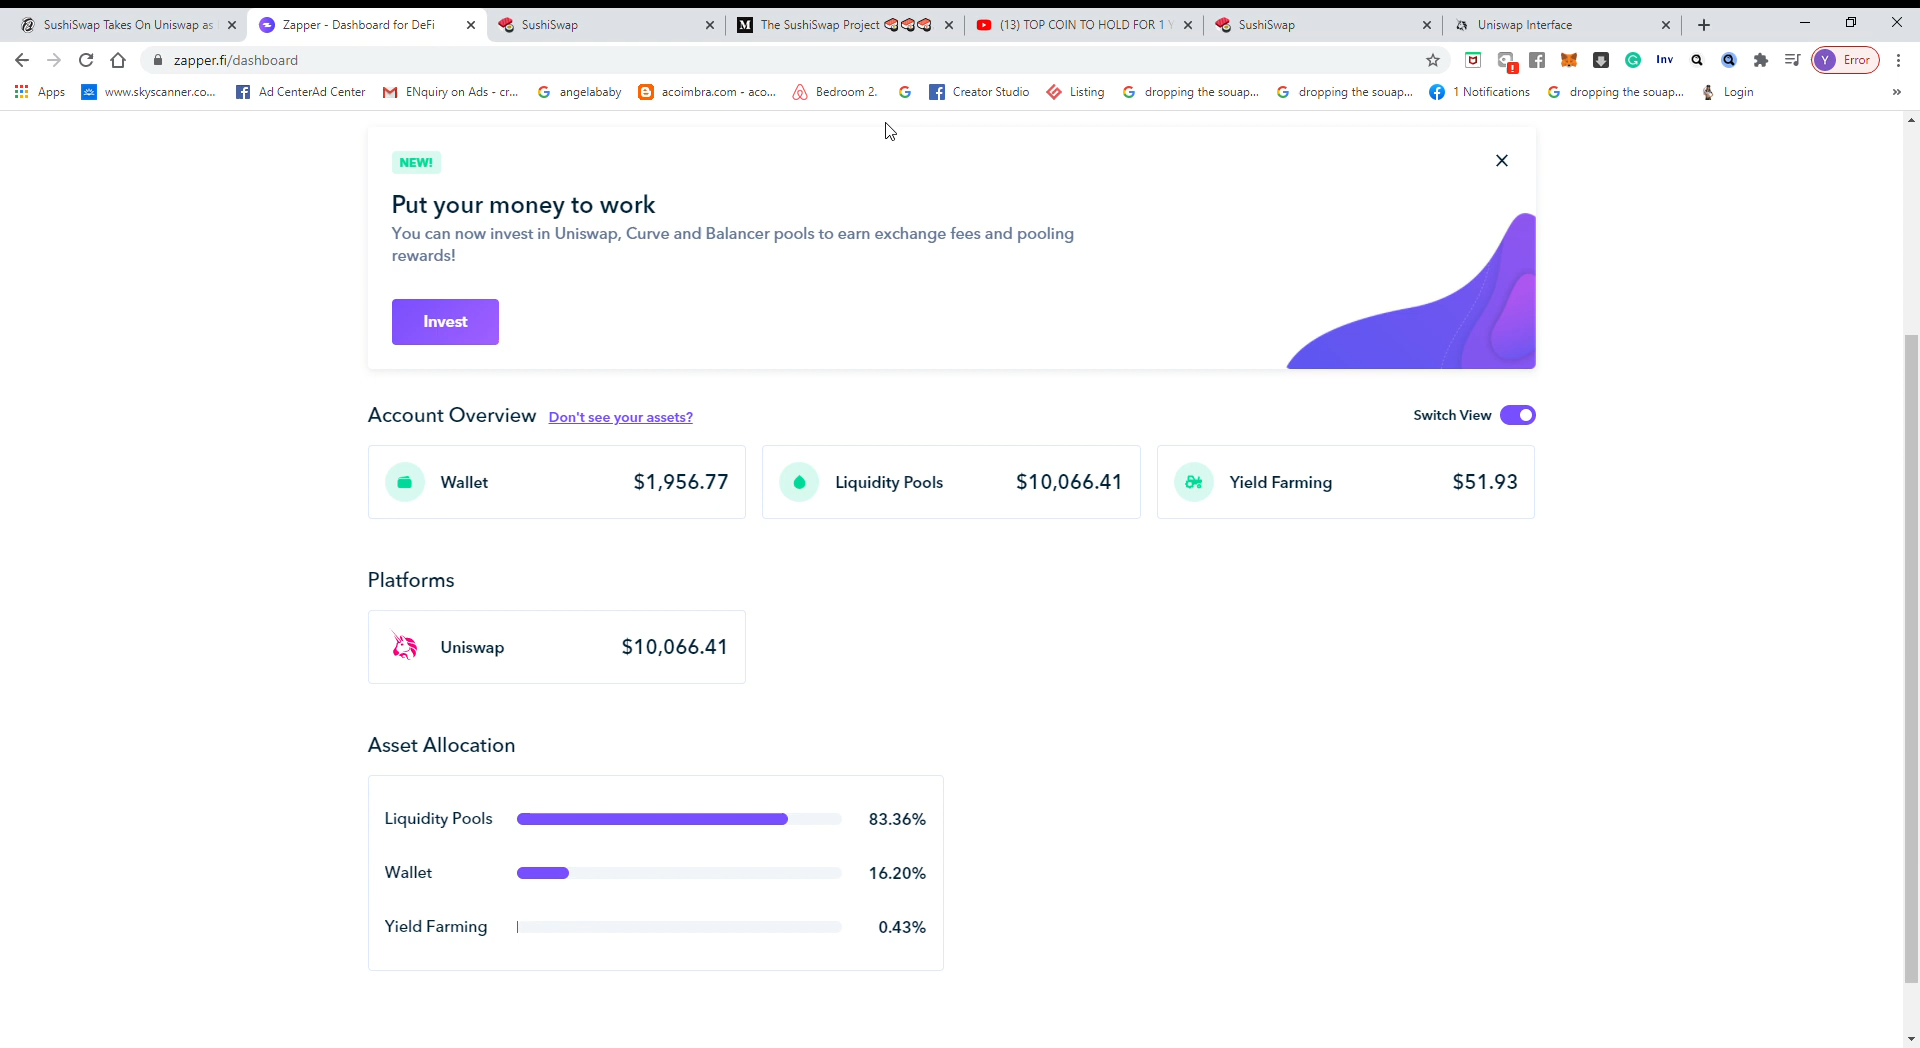 SushiSwap Takes On Uniswap as
Zapper - Dashboard for DeFi
SushiSwap
The SushiSwap Project 🍣🍣🍣
(13) TOP COIN TO HOLD FOR 1 Y
SushiSwap
Uniswap Interface
zapper.fi/dashboard
Inv
Y
Error
Apps
www.skyscanner.co...
Ad CenterAd Center
ENquiry on Ads - cr...
angelababy
acoimbra.com - aco...
Bedroom 2.
Creator Studio
Listing
dropping the souap...
dropping the souap...
1 Notifications
dropping the souap...
Login
»
NEW!
Put your money to work
You can now invest in Uniswap, Curve and Balancer pools to earn exchange fees and pooling
rewards!
Invest
Account Overview Don't see your assets?
Switch View
Wallet $1,956.77
Liquidity Pools $10,066.41
Yield Farming $51.93
Platforms
Uniswap $10,066.41
Asset Allocation
Liquidity Pools 83.36%
Wallet 16.20%
Yield Farming 0.43%